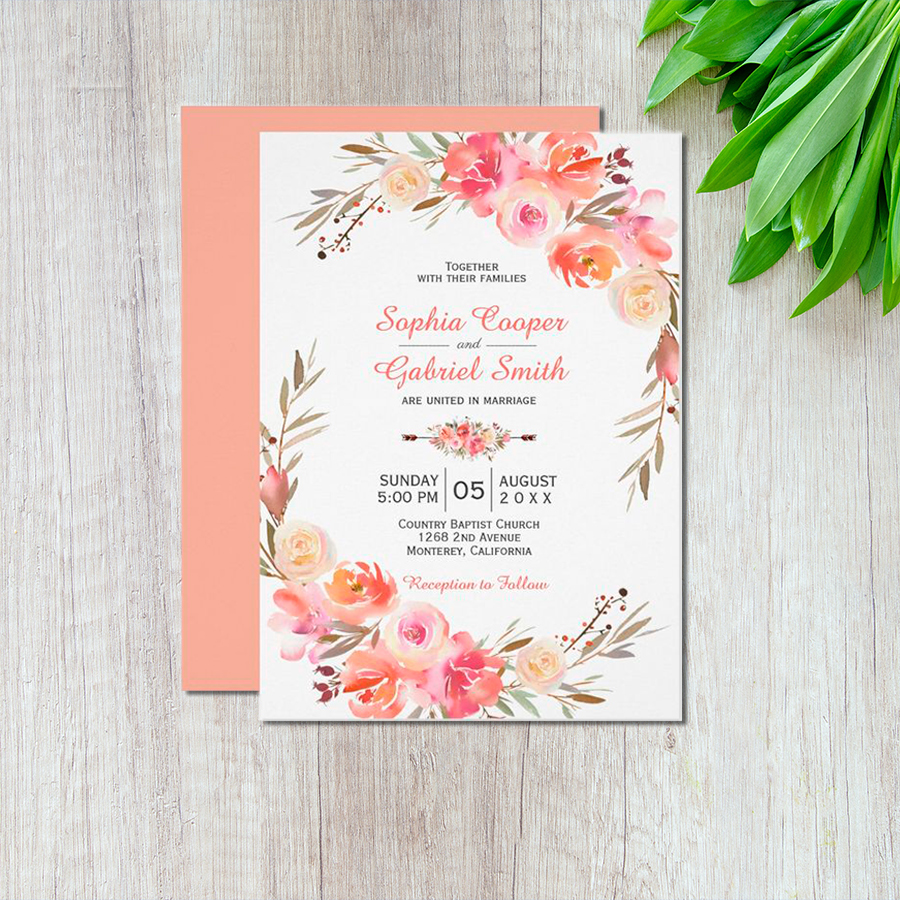 Together
with their families
Sophia Cooper
and
Gabriel Smith
are united in marriage
SUNDAY
5:00 PM
05
AUGUST
20XX
Country Baptist Church
1268 2nd Avenue
Monterey, California
Reception to Follow